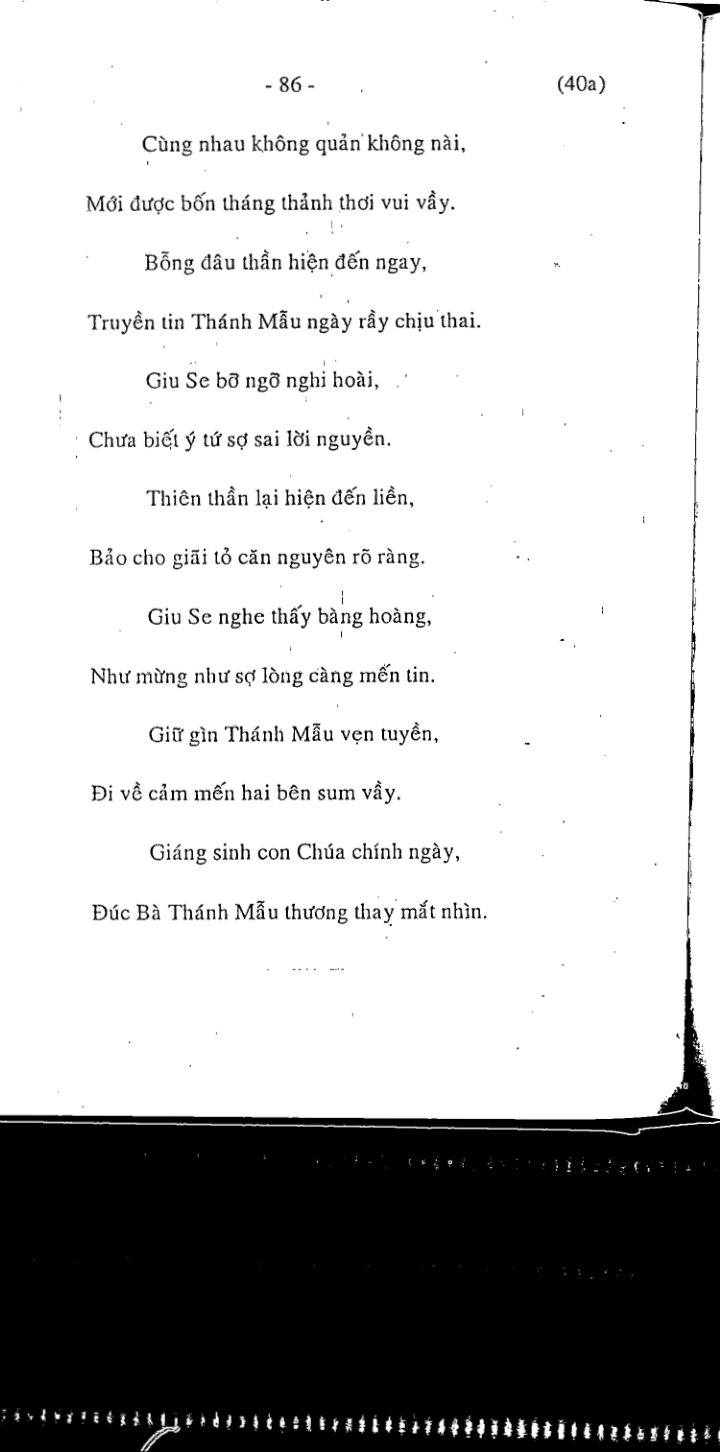 - 86 - (40a)
Cùng nhau không quản không nài,
Mới được bốn tháng thảnh thơi vui vầy.
Bỗng đâu thần hiện đến ngay,
Truyền tin Thánh Mẫu ngày rầy chịu thai.
Giu Se bỡ ngỡ nghi hoài,
Chưa biết ý tứ sợ sai lời nguyền.
Thiên thần lại hiện đến liền,
Bảo cho giãi tỏ căn nguyên rõ ràng.
Giu Se nghe thấy bàng hoàng,
Như mừng như sợ lòng càng mến tin.
Giữ gìn Thánh Mẫu vẹn tuyền,
Đi về cảm mến hai bên sum vầy.
Giáng sinh con Chúa chính ngày,
Đúc Bà Thánh Mẫu thương thay mắt nhìn.